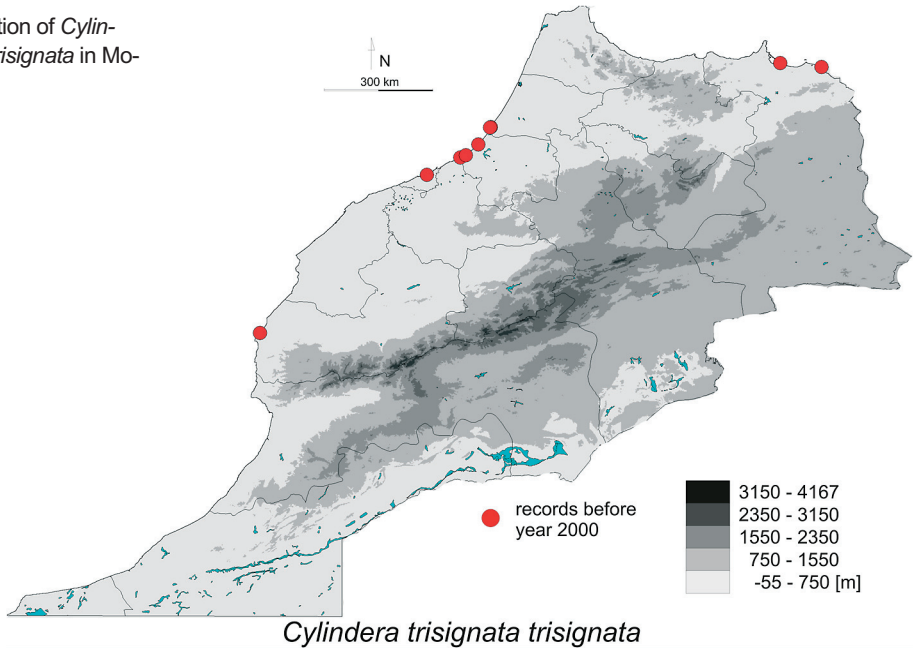 tion of Cylin-
risignata in Mo-
N
300 km
records before
year 2000
3150 - 4167
2350 - 3150
1550 - 2350
750 - 1550
-55 - 750 [m]
Cylindera trisignata trisignata